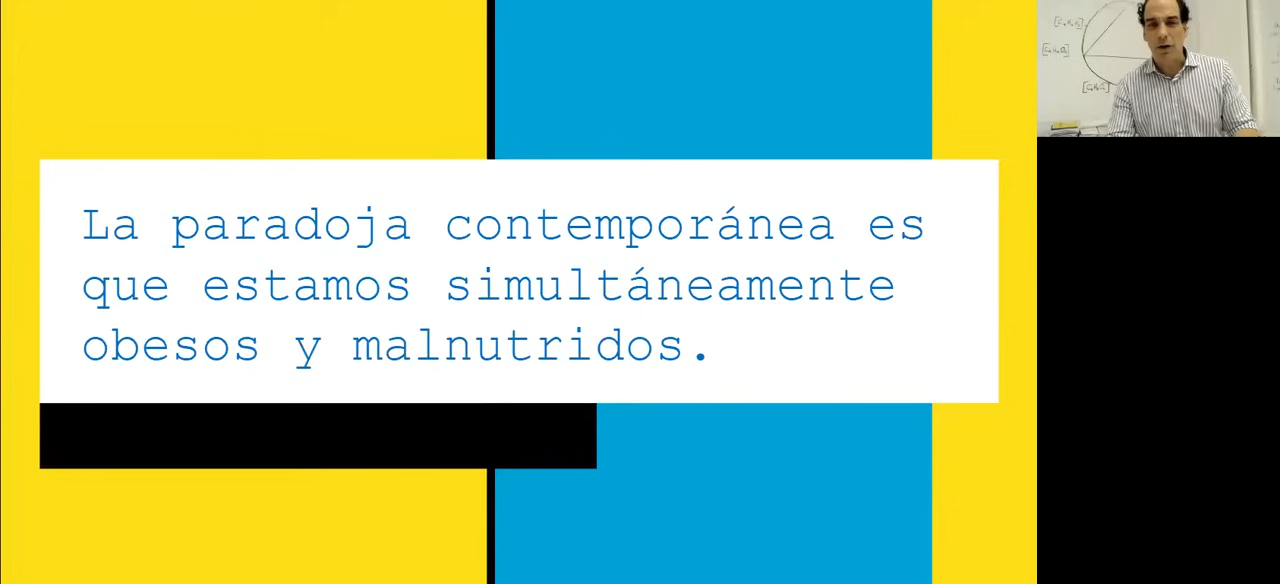 La paradoja contemporánea es
que estamos simultáneamente
obesos y malnutridos.